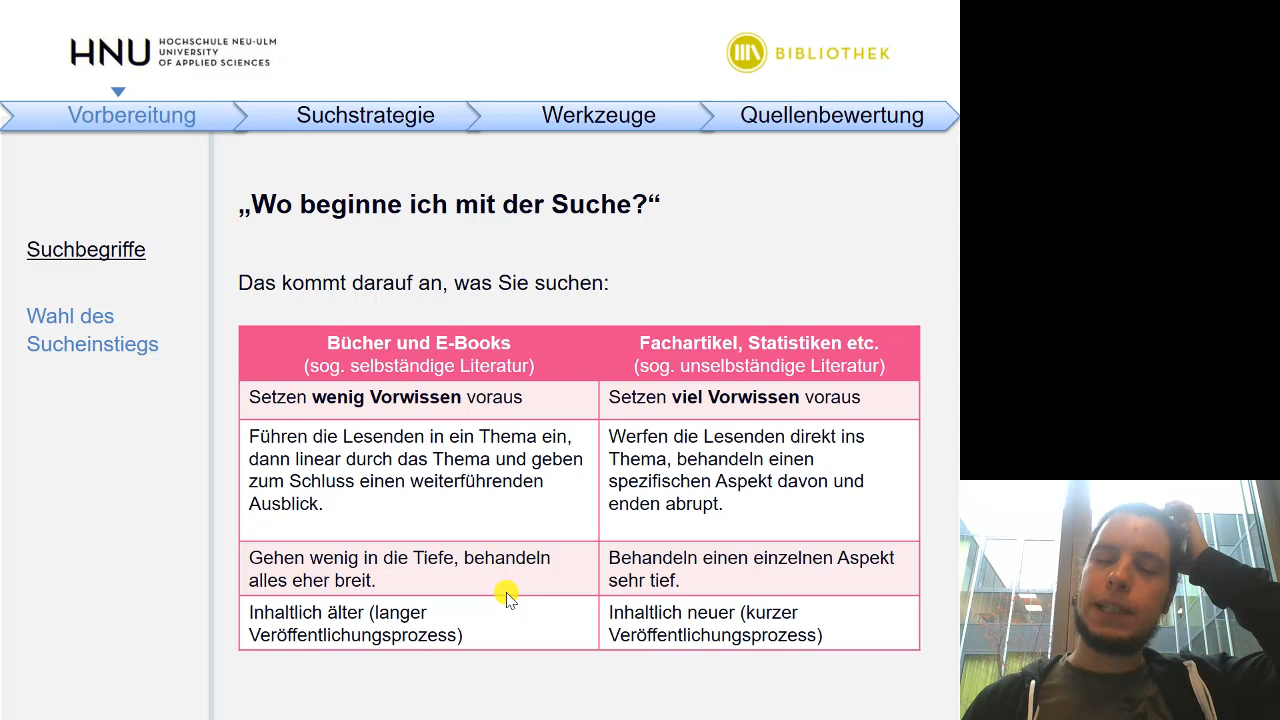 HNU
HOCHSCHULE NEU-ULM
UNIVERSITY
OF APPLIED SCIENCES
BIBLIOTHEK
Vorbereitung
Suchstrategie
Werkzeuge
Quellenbewertung
Suchbegriffe
Wahl des
Sucheinstiegs
„Wo beginne ich mit der Suche?“
Das kommt darauf an, was Sie suchen:
Bücher und E-Books
(sog. selbständige Literatur)
Fachartikel, Statistiken etc.
(sog. unselbständige Literatur)
Setzen wenig Vorwissen voraus
Setzen viel Vorwissen voraus
Führen die Lesenden in ein Thema ein,
dann linear durch das Thema und geben
zum Schluss einen weiterführenden
Ausblick.
Werfen die Lesenden direkt ins
Thema, behandeln einen
spezifischen Aspekt davon und
enden abrupt.
Gehen wenig in die Tiefe, behandeln
alles eher breit.
Behandeln einen einzelnen Aspekt
sehr tief.
Inhaltlich älter (langer
Veröffentlichungsprozess)
Inhaltlich neuer (kurzer
Veröffentlichungsprozess)